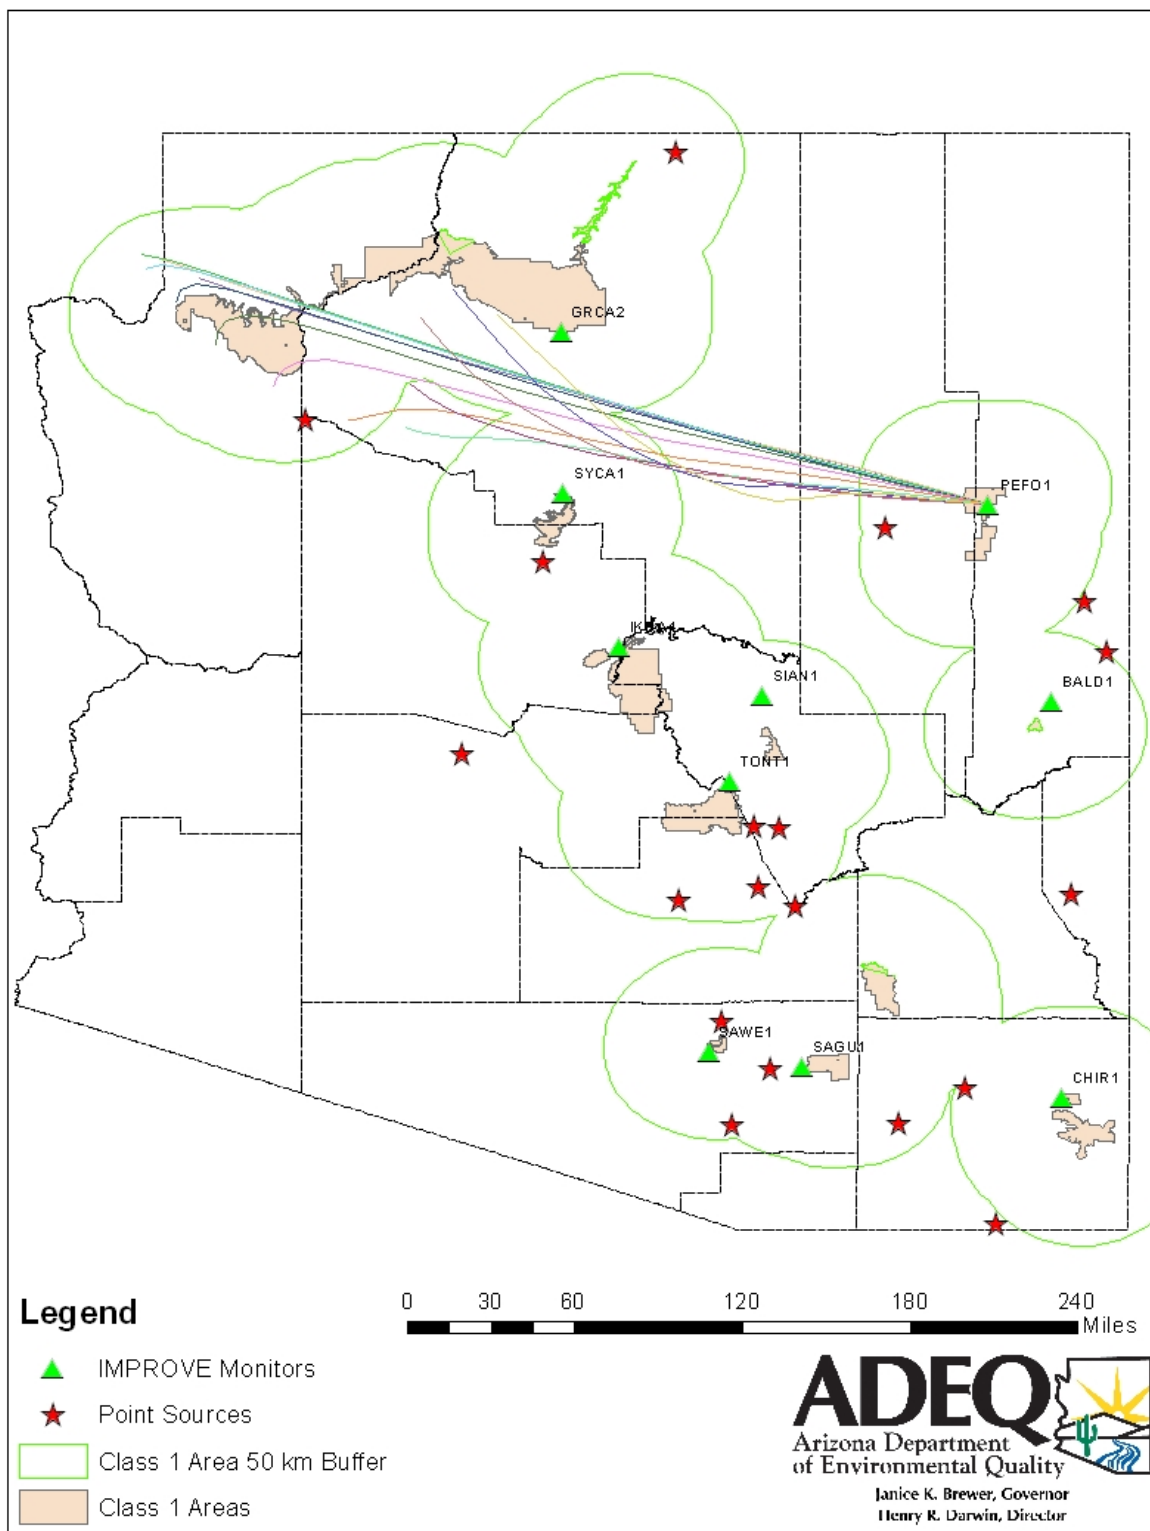 GRCA2
SYCA1
PEFO1
SIAN1
BALD1
TONT1
SAWE1
SAGU1
CHIR1
Legend
0 30 60 120 180 240
Miles
IMPROVE Monitors
Point Sources
Class 1 Area 50 km Buffer
Class 1 Areas
ADEQ
Arizona Department
of Environmental Quality
Janice K. Brewer, Governor
Henry R. Darwin, Director